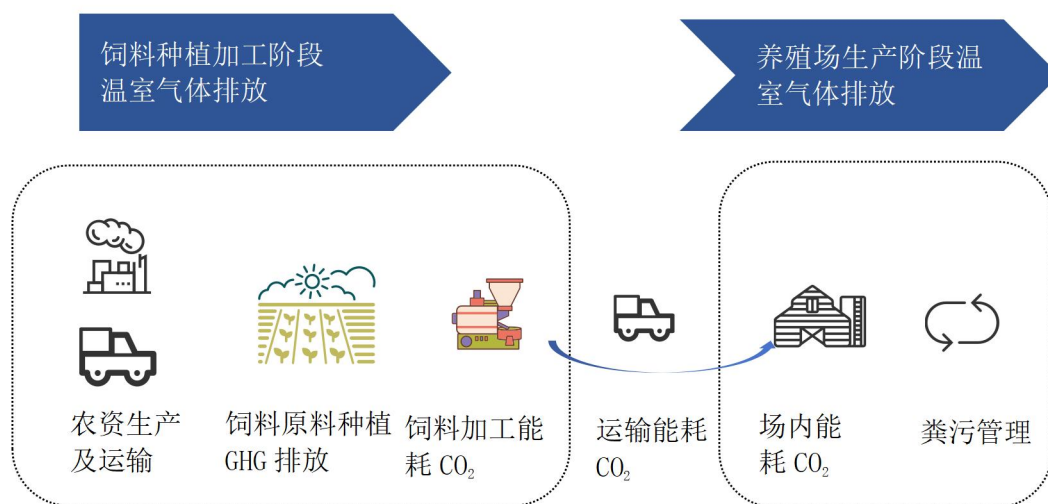 饲料种植加工阶段
温室气体排放
养殖场生产阶段温
室气体排放
农资生产
及运输
饲料原料种植
GHG 排放
饲料加工能
耗 CO₂
运输能耗
CO₂
场内能
耗 CO₂
粪污管理